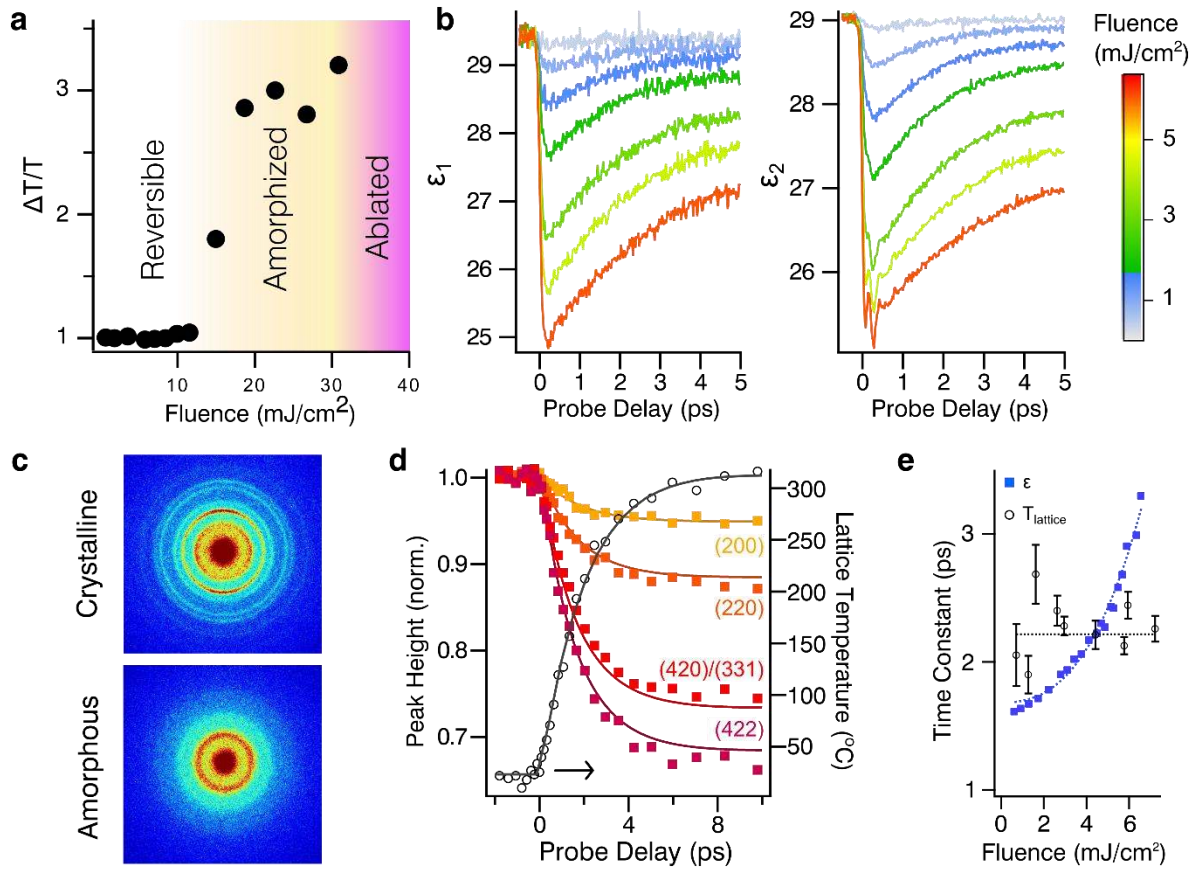 a
ΔT/T
3
2
1
Reversible
Amorphized
Ablated
10
20
30
40
Fluence (mJ/cm²)
b
ε₁
29
28
27
26
25
0
1
2
3
4
5
Probe Delay (ps)
ε₂
29
28
27
26
0
1
2
3
4
5
Probe Delay (ps)
Fluence
(mJ/cm²)
5
3
1
c
Crystalline
Amorphous
d
Peak Height (norm.)
1.0
0.9
0.8
0.7
(200)
(220)
(420)/(331)
(422)
0
4
8
Probe Delay (ps)
300
250
200
150
100
50
Lattice Temperature (°C)
e
ε
T lattice
Time Constant (ps)
3
2
1
0
2
4
6
Fluence (mJ/cm²)